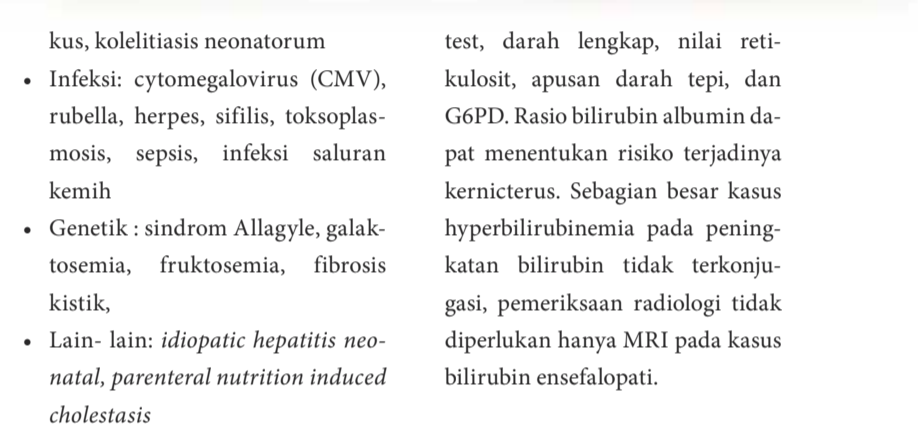 kus, kolelitiasis neonatorum
• Infeksi: cytomegalovirus (CMV),
rubella, herpes, sifilis, toksoplas-
mosis, sepsis, infeksi saluran
kemih
• Genetik : sindrom Allagyle, galak-
tosemia, fruktosemia, fibrosis
kistik,
• Lain- lain: idiopatic hepatitis neo-
natal, parenteral nutrition induced
cholestasis
test, darah lengkap, nilai reti-
kulosit, apusan darah tepi, dan
G6PD. Rasio bilirubin albumin da-
pat menentukan risiko terjadinya
kernicterus. Sebagian besar kasus
hyperbilirubinemia pada pening-
katan bilirubin tidak terkonju-
gasi, pemeriksaan radiologi tidak
diperlukan hanya MRI pada kasus
bilirubin ensefalopati.